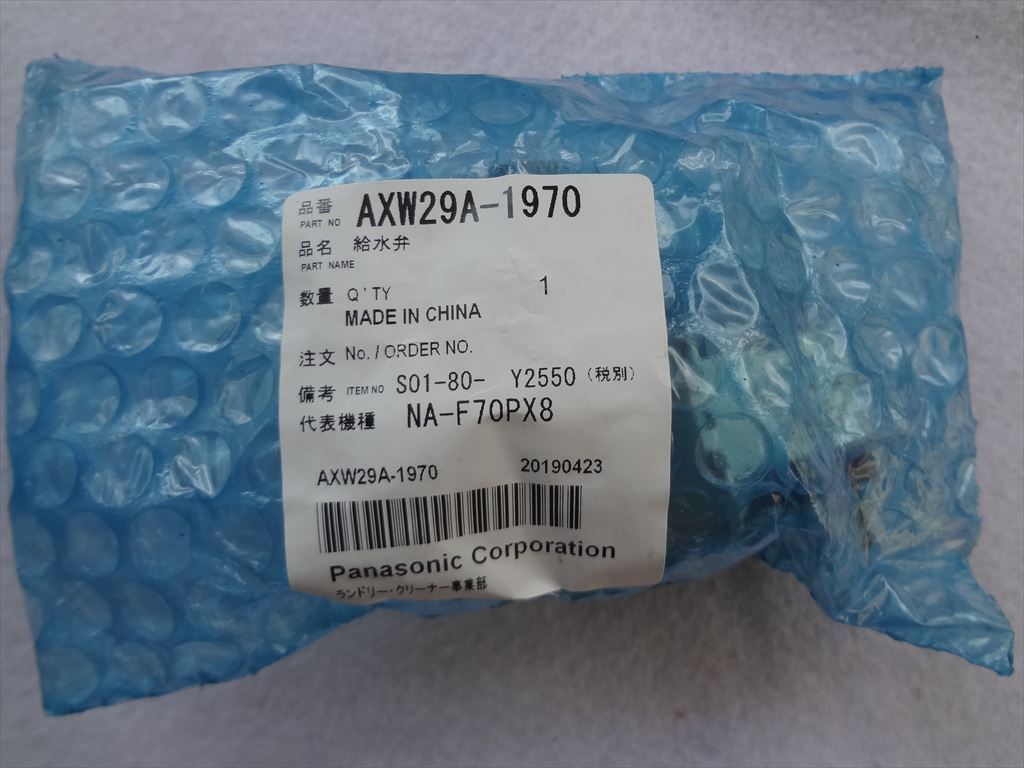 品番 AXW29A-1970
PART NO
品名 給水弁
PART NAME
数量 Q'TY 1
MADE IN CHINA
注文 No. / ORDER NO.
備考 ITEM NO S01-80- Y2550 (税別)
代表機種 NA-F70PX8
AXW29A-1970 20190423
Panasonic Corporation
ランドリー・クリーナー事業部